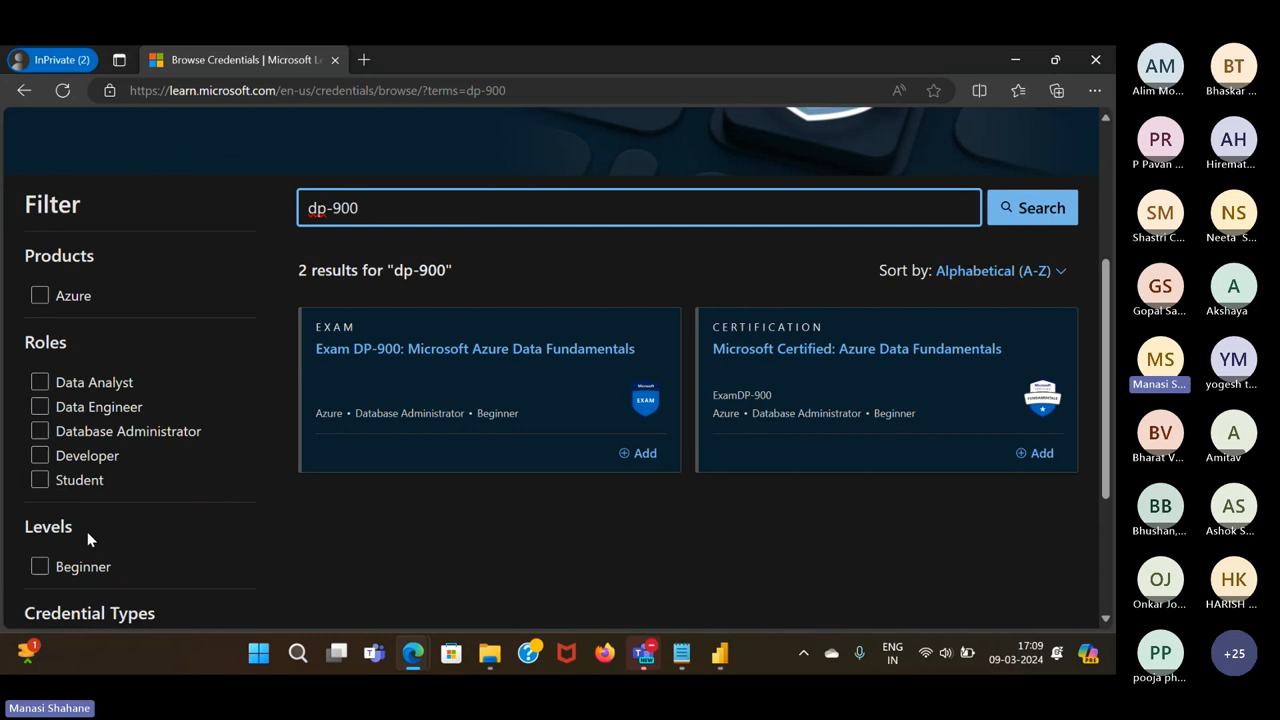 InPrivate (2)
Browse Credentials | Microsoft L
https://learn.microsoft.com/en-us/credentials/browse/?terms=dp-900
Filter
Products
Azure
Roles
Data Analyst
Data Engineer
Database Administrator
Developer
Student
Levels
Beginner
Credential Types
dp-900
Search
2 results for "dp-900"
Sort by: Alphabetical (A-Z)
EXAM
Exam DP-900: Microsoft Azure Data Fundamentals
Azure • Database Administrator • Beginner
Microsoft
EXAM
Add
CERTIFICATION
Microsoft Certified: Azure Data Fundamentals
ExamDP-900
Azure • Database Administrator • Beginner
FUNDAMENTALS
Add
1
NEW
ENG
IN
17:09
09-03-2024
PRE
AM
Alim Mo...
BT
Bhaskar ...
PR
P Pavan ...
AH
Hiremat...
SM
Shastri C...
NS
Neeta S...
GS
Gopal Sa...
A
Akshaya
MS
Manasi S...
YM
yogesh t...
BV
Bharat V...
A
Amitav
BB
Bhushan,...
AS
Ashok S...
OJ
Onkar Jo...
HK
HARISH ...
PP
pooja ph...
+25
Manasi Shahane